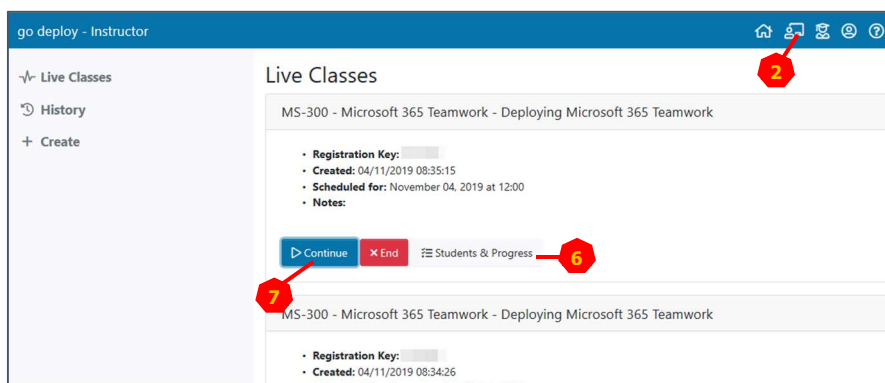 go deploy - Instructor
2
Live Classes
History
Create
Live Classes
MS-300 - Microsoft 365 Teamwork - Deploying Microsoft 365 Teamwork
• Registration Key:
• Created: 04/11/2019 08:35:15
• Scheduled for: November 04, 2019 at 12:00
• Notes:
Continue
End
Students & Progress
6
7
MS-300 - Microsoft 365 Teamwork - Deploying Microsoft 365 Teamwork
• Registration Key:
• Created: 04/11/2019 08:34:26